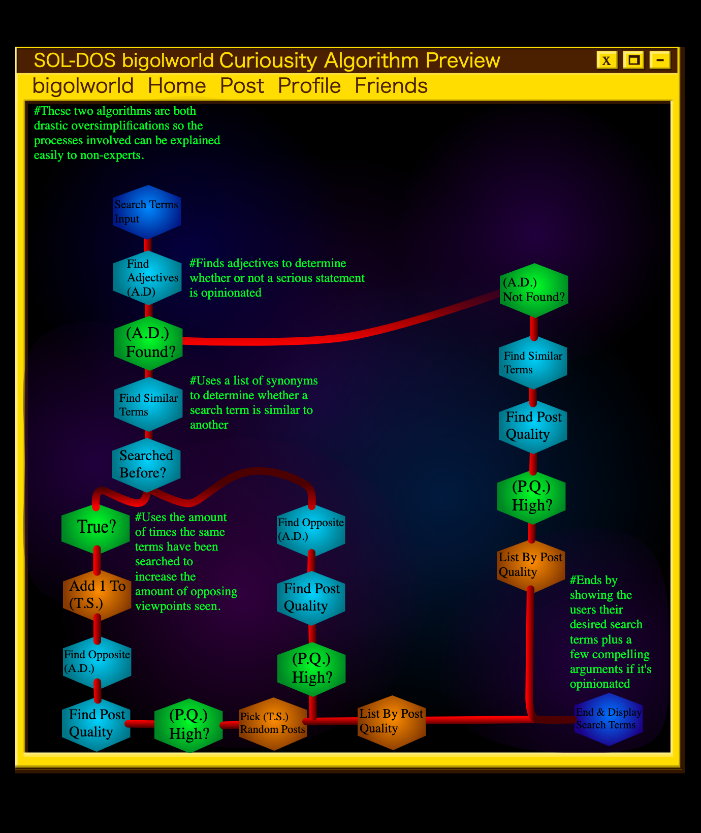 SOL-DOS bigolworld Curiousity Algorithm Preview
X
bigolworld Home Post Profile Friends
#These two algorithms are both
drastic oversimplifications so the
processes involved can be explained
easily to non-experts.
Search Terms
Input
Find
Adjectives
(A.D)
#Finds adjectives to determine
whether or not a serious statement
is opinionated
(A.D.)
Found?
#Uses a list of synonyms
to determine whether a
search term is similar to
another
Find Similar
Terms
Searched
Before?
True?
#Uses the amount
of times the same
terms have been
searched to
increase the
amount of opposing
viewpoints seen.
Add 1 To
(T.S.)
Find Opposite
(A.D.)
Find Post
Quality
(P.Q.)
High?
Pick (T.S.)
Random Posts
Find Opposite
(A.D.)
Find Post
Quality
(P.Q.)
High?
List By Post
Quality
(A.D.)
Not Found?
Find Similar
Terms
Find Post
Quality
(P.Q.)
High?
List By Post
Quality
#Ends by
showing the
users their
desired search
terms plus a
few compelling
arguments if it's
opinionated
End & Display
Search Terms